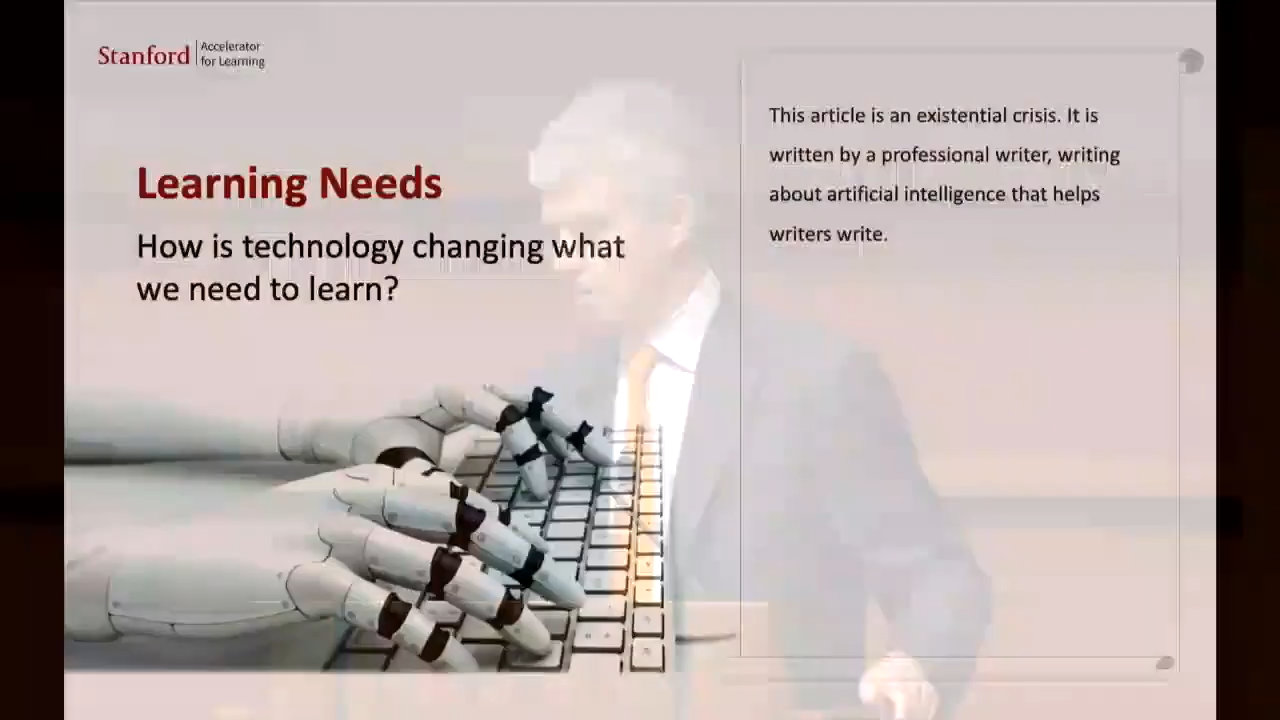 Stanford
Accelerator
for Learning
Learning Needs
How is technology changing what
we need to learn?
This article is an existential crisis. It is
written by a professional writer, writing
about artificial intelligence that helps
writers write.